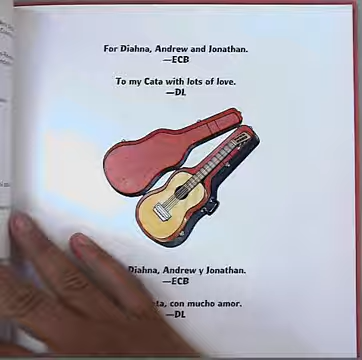 For Diahna, Andrew and Jonathan.
—ECB
To my Cata with lots of love.
—DL
Diahna, Andrew y Jonathan.
—ECB
con mucho amor.
—DL